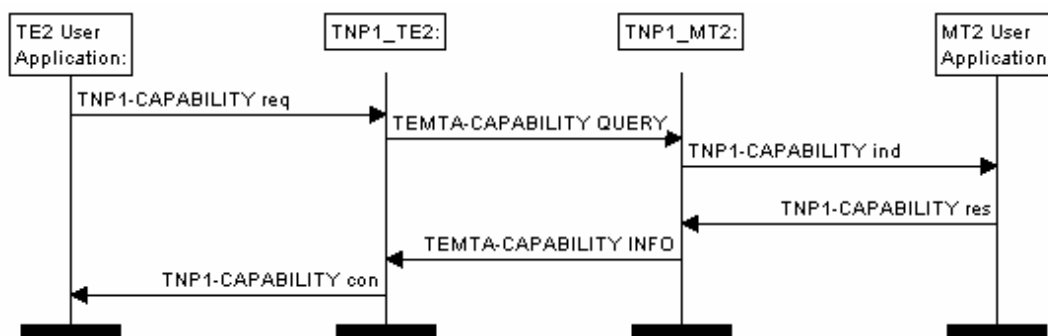 TE2 User
Application:
TNP1_TE2:
TNP1_MT2:
MT2 User
Application
TNP1-CAPABILITY req
TEMTA-CAPABILITY QUERY
TNP1-CAPABILITY ind
TNP1-CAPABILITY res
TEMTA-CAPABILITY INFO
TNP1-CAPABILITY con